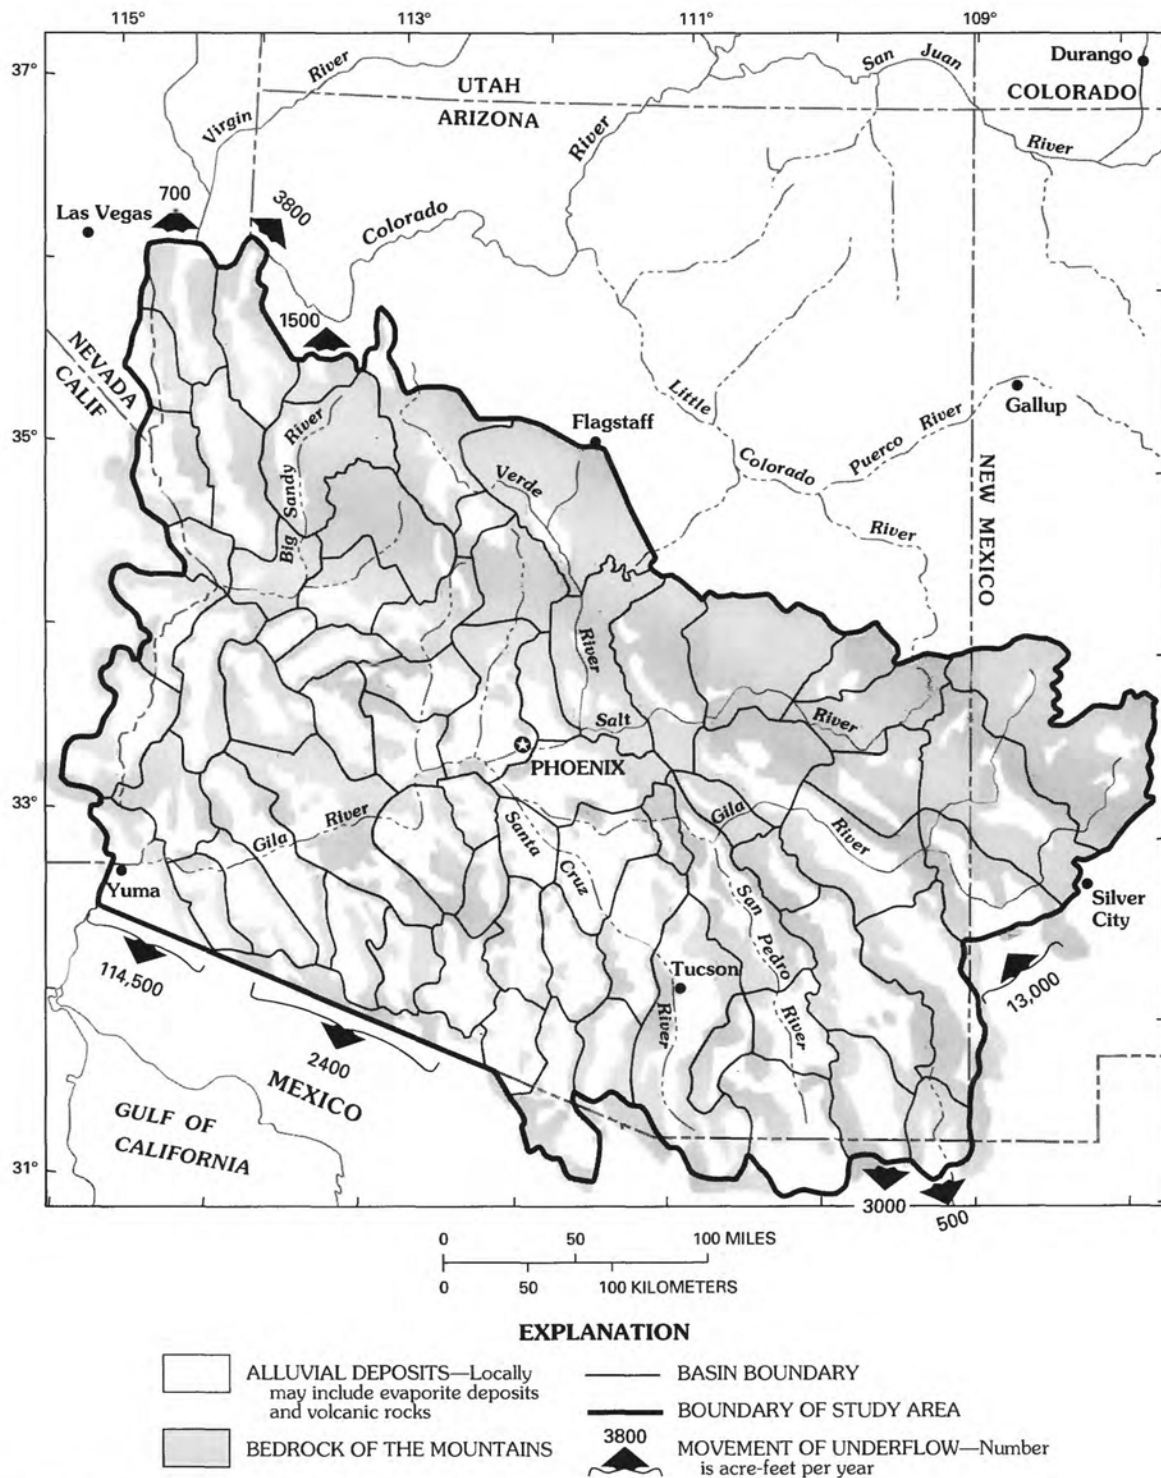 115°
113°
111°
109°
37°
35°
33°
31°
Virgin
River
UTAH
ARIZONA
River
San
Juan
River
Durango
COLORADO
Las Vegas
700
3800
Colorado
1500
NEVADA
CALIF
River
Sandy
Big
Flagstaff
Verde
River
Little
Colorado
River
Puerco
River
Gallup
NEW MEXICO
Salt
River
PHOENIX
Gila
River
Gila
River
Santa
Cruz
River
San
Pedro
River
Tucson
Yuma
Silver
City
114,500
2400
13,000
MEXICO
GULF OF
CALIFORNIA
3000
500
0 50 100 MILES
0 50 100 KILOMETERS
EXPLANATION
ALLUVIAL DEPOSITS—Locally
may include evaporite deposits
and volcanic rocks
BEDROCK OF THE MOUNTAINS
BASIN BOUNDARY
BOUNDARY OF STUDY AREA
3800
MOVEMENT OF UNDERFLOW—Number
is acre-feet per year